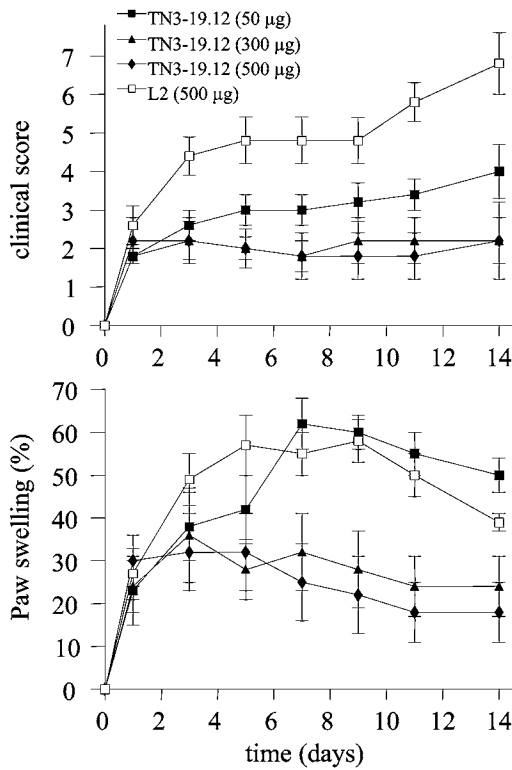 TN3-19.12 (50 µg)
TN3-19.12 (300 µg)
TN3-19.12 (500 µg)
L2 (500 µg)
clinical score
7
6
5
4
3
2
1
0
0 2 4 6 8 10 12 14
Paw swelling (%)
70
60
50
40
30
20
10
0
0 2 4 6 8 10 12 14
time (days)